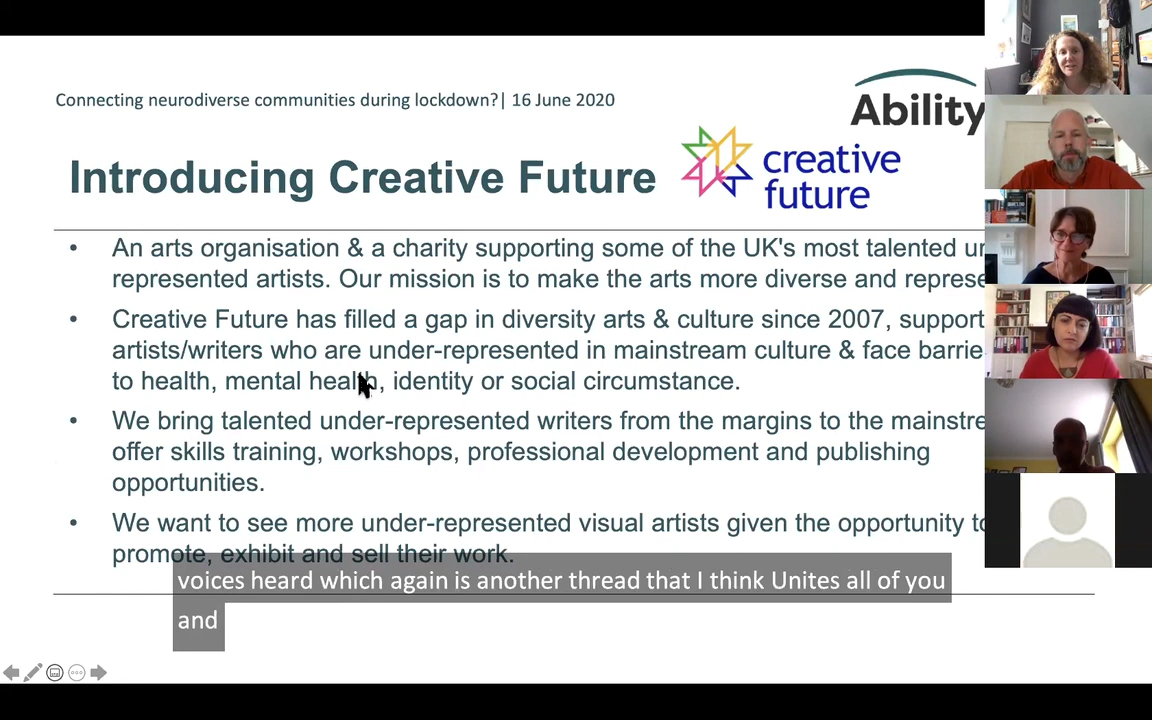 Connecting neurodiverse communities during lockdown?| 16 June 2020
Ability
Introducing Creative Future
creative
future
• An arts organisation & a charity supporting some of the UK's most talented
represented artists. Our mission is to make the arts more diverse and
• Creative Future has filled a gap in diversity arts & culture since 2007,
artists/writers who are under-represented in mainstream culture & face
to health, mental health, identity or social circumstance.
• We bring talented under-represented writers from the margins to the
offer skills training, workshops, professional development and publishing
opportunities.
• We want to see more under-represented visual artists given the opportunity
promote, exhibit and sell their work.
voices heard which again is another thread that I think Unites all of you
and